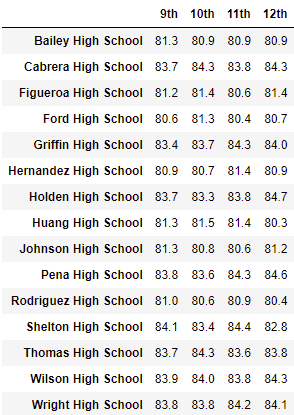 9th 10th 11th 12th
Bailey High School 81.3 80.9 80.9 80.9
Cabrera High School 83.7 84.3 83.8 84.3
Figueroa High School 81.2 81.4 80.6 81.4
Ford High School 80.6 81.3 80.4 80.7
Griffin High School 83.4 83.7 84.3 84.0
Hernandez High School 80.9 80.7 81.4 80.9
Holden High School 83.7 83.3 83.8 84.7
Huang High School 81.3 81.5 81.4 80.3
Johnson High School 81.3 80.8 80.6 81.2
Pena High School 83.8 83.6 84.3 84.6
Rodriguez High School 81.0 80.6 80.9 80.4
Shelton High School 84.1 83.4 84.4 82.8
Thomas High School 83.7 84.3 83.6 83.8
Wilson High School 83.9 84.0 83.8 84.3
Wright High School 83.8 83.8 84.2 84.1